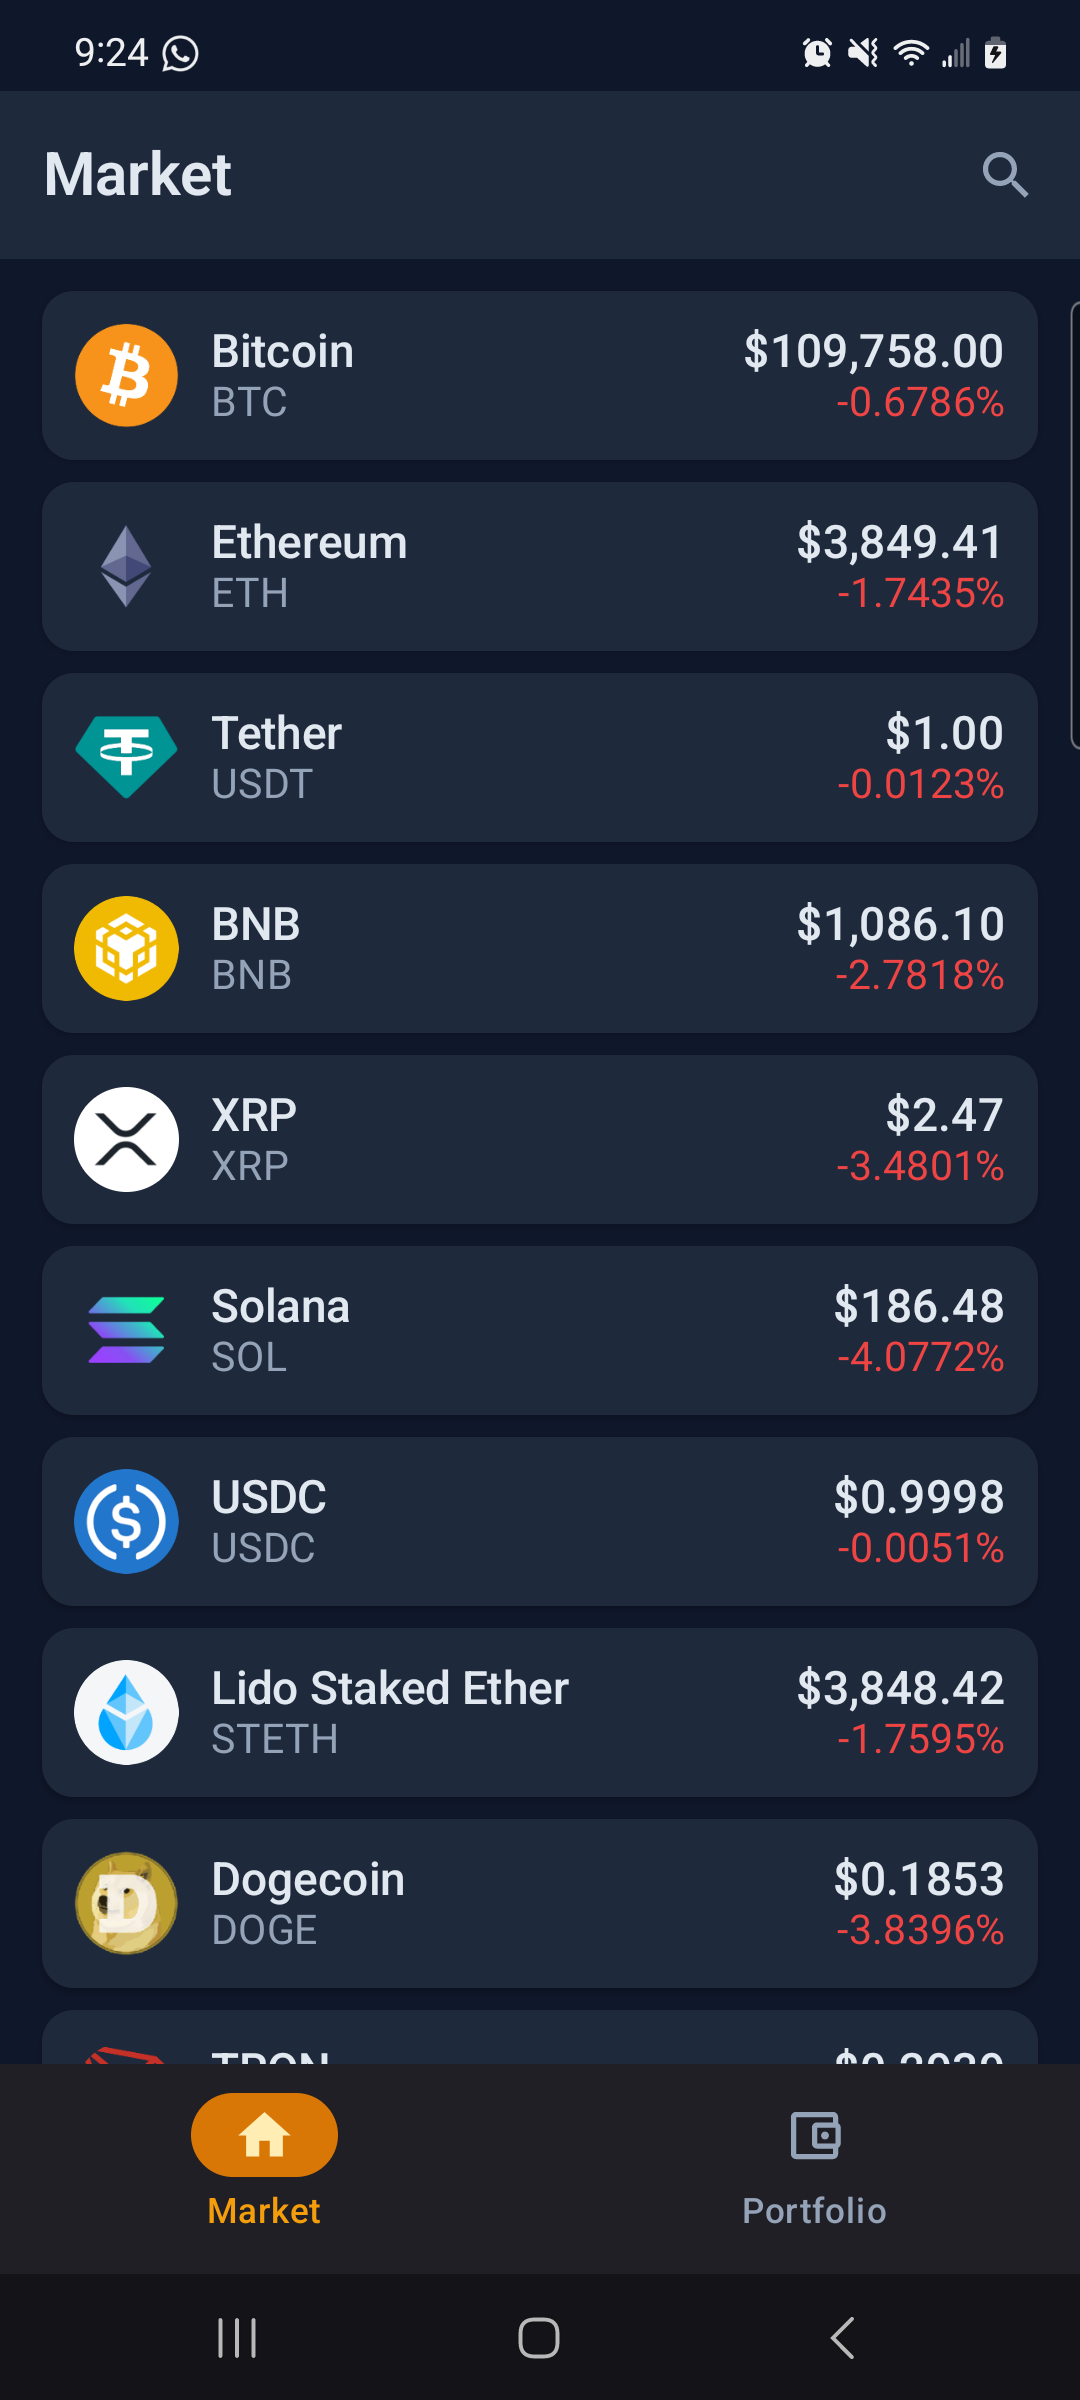 9:24
Market
Bitcoin
$109,758.00
BTC
-0.6786%
Ethereum
$3,849.41
ETH
-1.7435%
Tether
$1.00
USDT
-0.0123%
BNB
$1,086.10
BNB
-2.7818%
XRP
$2.47
XRP
-3.4801%
Solana
$186.48
SOL
-4.0772%
USDC
$0.9998
USDC
-0.0051%
Lido Staked Ether
$3,848.42
STETH
-1.7595%
Dogecoin
$0.1853
DOGE
-3.8396%
TRON
Market
Portfolio